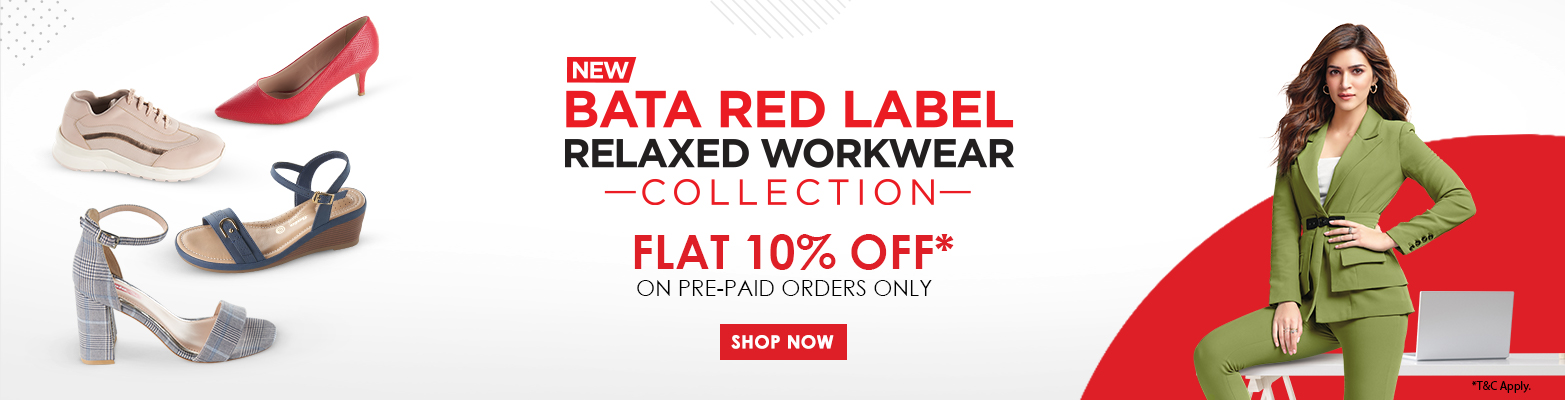 NEW
BATA RED LABEL
RELAXED WORKWEAR
COLLECTION
FLAT 10% OFF*
ON PRE-PAID ORDERS ONLY
SHOP NOW
*T&C Apply.